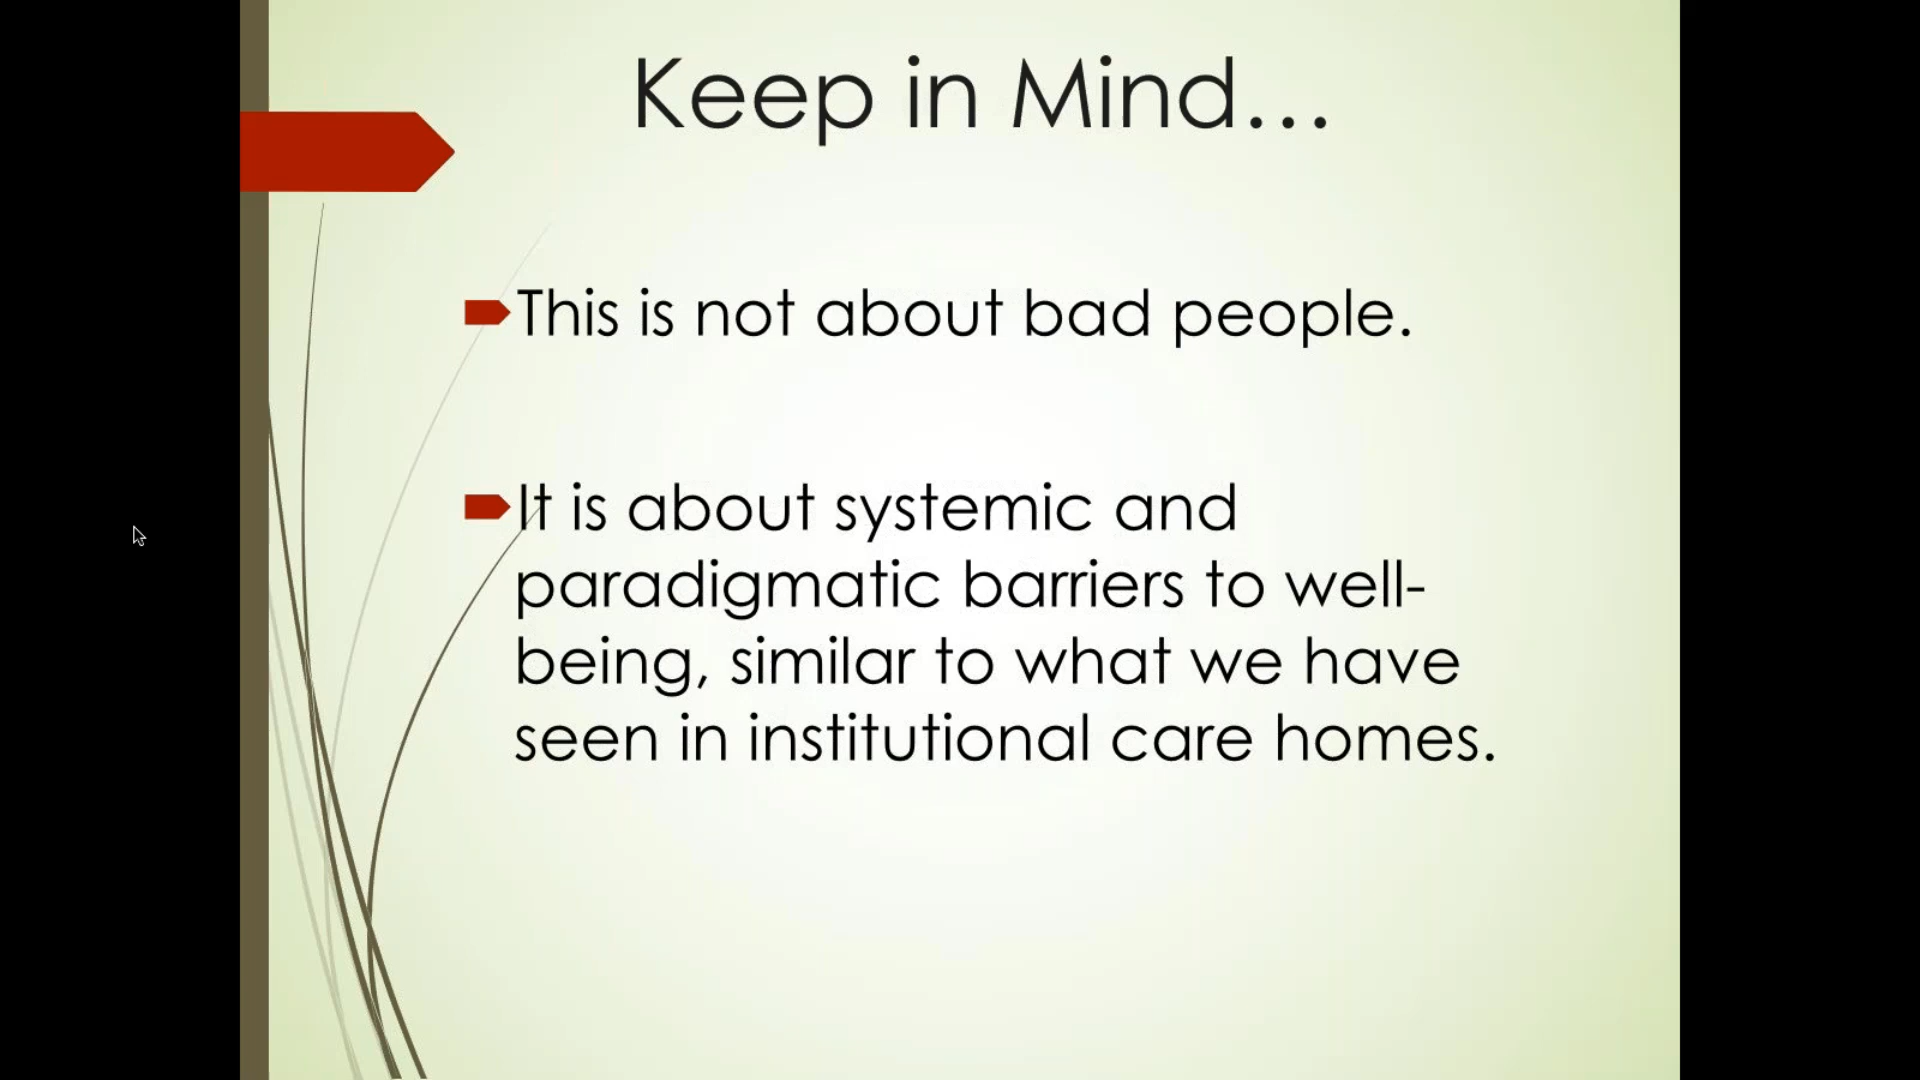 Keep in Mind…
This is not about bad people.
It is about systemic and
paradigmatic barriers to well-
being, similar to what we have
seen in institutional care homes.